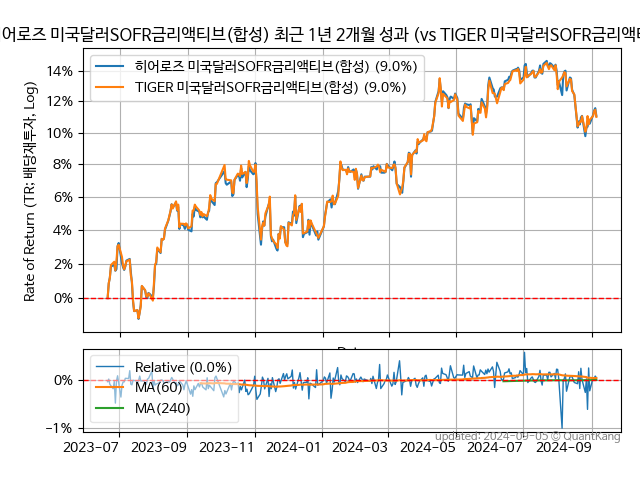 어로즈 미국달러SOFR금리액티브(합성) 최근 1년 2개월 성과 (vs TIGER 미국달러SOFR금리액티
히어로즈 미국달러SOFR금리액티브(합성) (9.0%)
TIGER 미국달러SOFR금리액티브(합성) (9.0%)
Rate of Return (TR: 배당재투자, Log)
14%
12%
10%
8%
6%
4%
2%
0%
Relative (0.0%)
MA(60)
MA(240)
0%
−1%
2023-07 2023-09 2023-11 2024-01 2024-03 2024-05 2024-07 2024-09
updated: 2024-09-05 © QuantKang